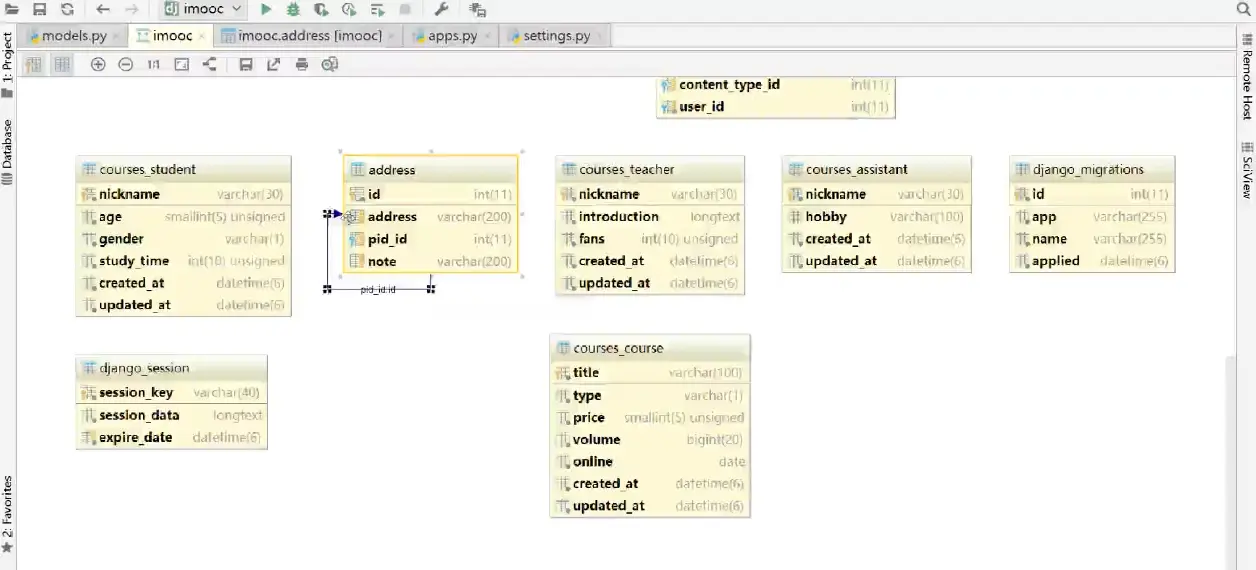 imooc
models.py
imooc
imooc.address [imooc]
apps.py
settings.py
1: Project
Database
2: Favorites
Remote Host
SciView
1:1
content_type_id int(11)
user_id int(11)
courses_student
nickname varchar(30)
age smallint(5) unsigned
gender varchar(1)
study_time int(10) unsigned
created_at datetime(6)
updated_at datetime(6)
address
id int(11)
address varchar(200)
pid_id int(11)
note varchar(200)
pid_id:id
courses_teacher
nickname varchar(30)
introduction longtext
fans int(10) unsigned
created_at datetime(6)
updated_at datetime(6)
courses_assistant
nickname varchar(30)
hobby varchar(100)
created_at datetime(6)
updated_at datetime(6)
django_migrations
id int(11)
app varchar(255)
name varchar(255)
applied datetime(6)
django_session
session_key varchar(40)
session_data longtext
expire_date datetime(6)
courses_course
title varchar(100)
type varchar(1)
price smallint(5) unsigned
volume bigint(20)
online date
created_at datetime(6)
updated_at datetime(6)